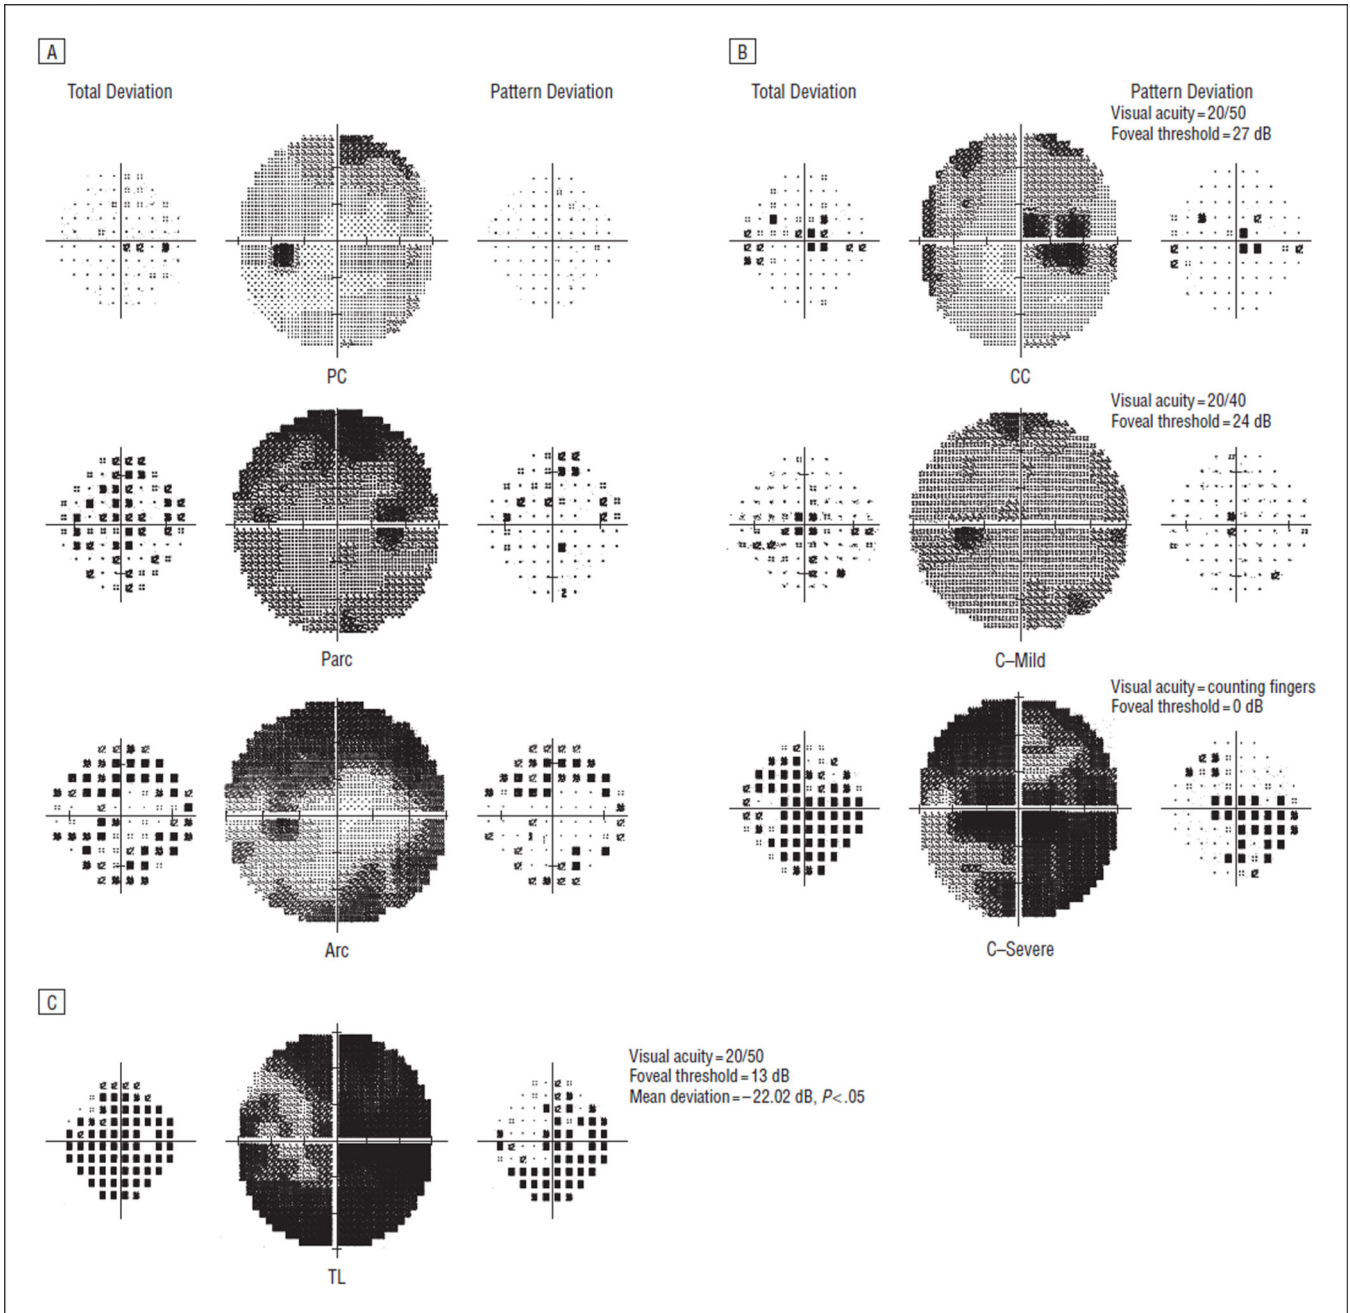 A
Total Deviation
Pattern Deviation
PC
Parc
Arc
B
Total Deviation
Pattern Deviation
Visual acuity = 20/50
Foveal threshold = 27 dB
CC
Visual acuity = 20/40
Foveal threshold = 24 dB
C–Mild
Visual acuity = counting fingers
Foveal threshold = 0 dB
C–Severe
C
Visual acuity = 20/50
Foveal threshold = 13 dB
Mean deviation = −22.02 dB, P< .05
TL